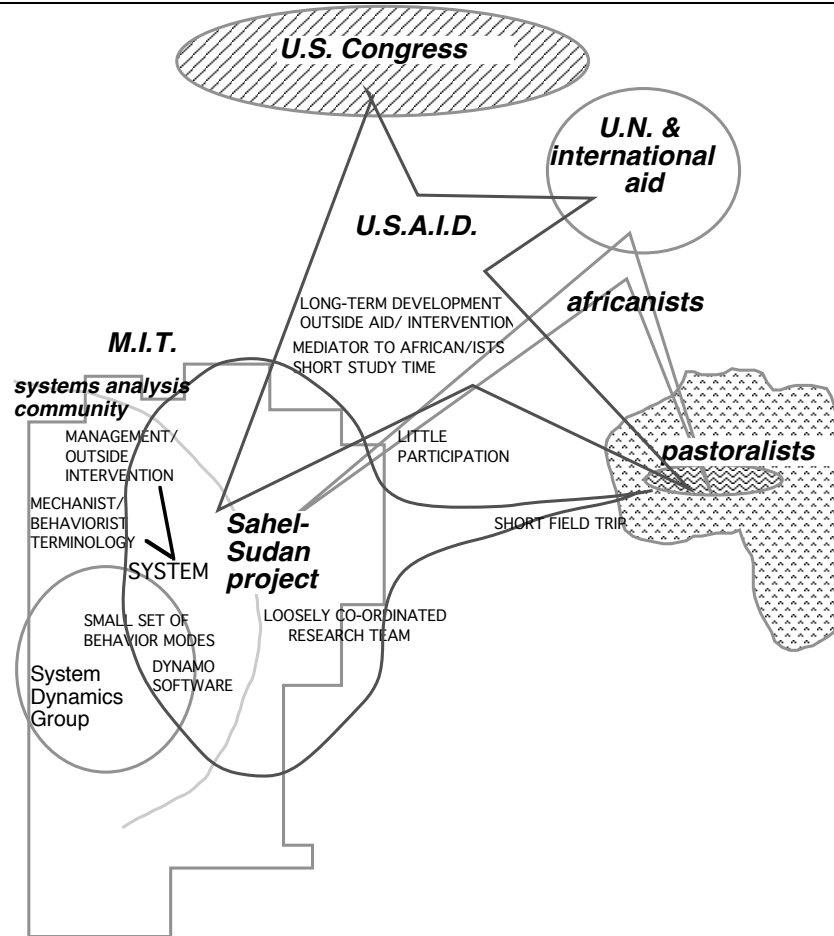 U.S. Congress
U.N. &
international
aid
U.S.A.I.D.
africanists
LONG-TERM DEVELOPMENT
OUTSIDE AID/ INTERVENTION
MEDIATOR TO AFRICAN/ISTS
SHORT STUDY TIME
M.I.T.
systems analysis
community
MANAGEMENT/
OUTSIDE
INTERVENTION
LITTLE
PARTICIPATION
pastoralists
MECHANIST/
BEHAVIORIST
TERMINOLOGY
SYSTEM
Sahel-
Sudan
project
SHORT FIELD TRIP
SMALL SET OF
BEHAVIOR MODES
LOOSELY CO-ORDINATED
RESEARCH TEAM
System
Dynamics
Group
DYNAMO
SOFTWARE